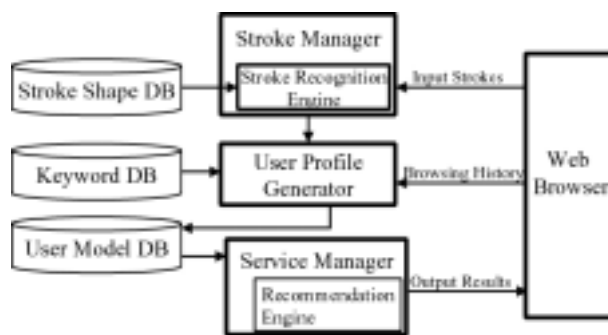 Stroke Manager
Stroke Shape DB
Stroke Recognition
Engine
Input Strokes
Keyword DB
User Profile
Generator
Browsing History
Web
Browser
User Model DB
Service Manager
Recommendation
Engine
Output Results